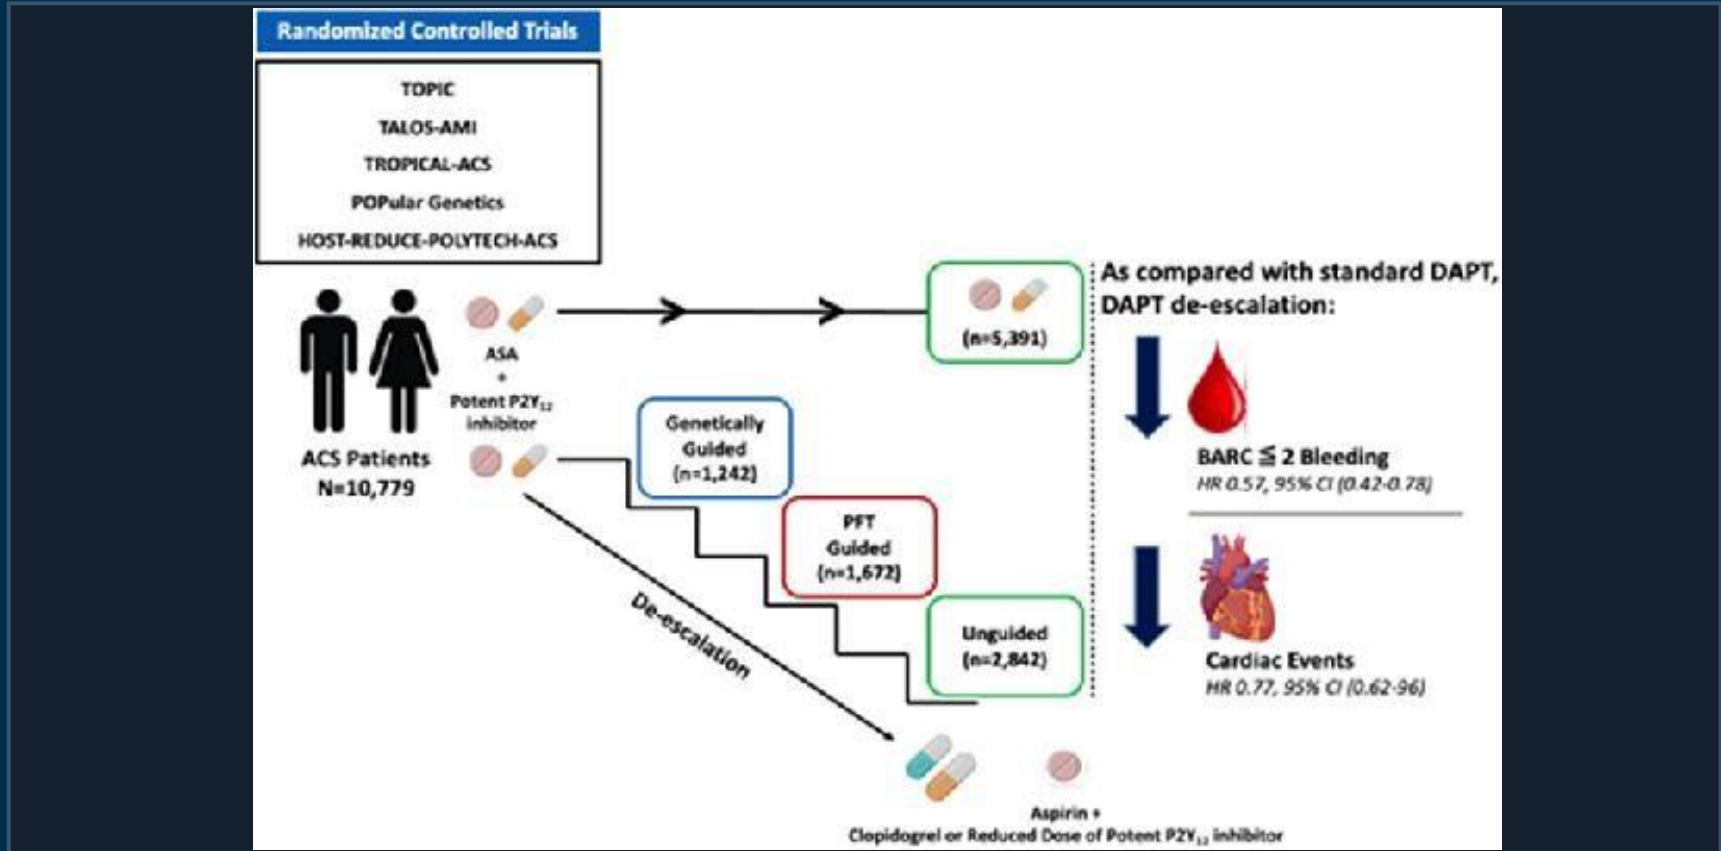 Randomized Controlled Trials
TOPIC
TALOS-AMI
TROPICAL-ACS
POPular Genetics
HOST-REDUCE-POLYTECH-ACS
ACS Patients
N=10,779
ASA
+
Potent P2Y₁₂
inhibitor
(n=5,391)
Genetically
Guided
(n=1,242)
PFT
Guided
(n=1,672)
Unguided
(n=2,842)
De-escalation
Aspirin +
Clopidogrel or Reduced Dose of Potent P2Y₁₂ inhibitor
As compared with standard DAPT,
DAPT de-escalation:
BARC ≦ 2 Bleeding
HR 0.57, 95% CI (0.42-0.78)
Cardiac Events
HR 0.77, 95% CI (0.62-96)